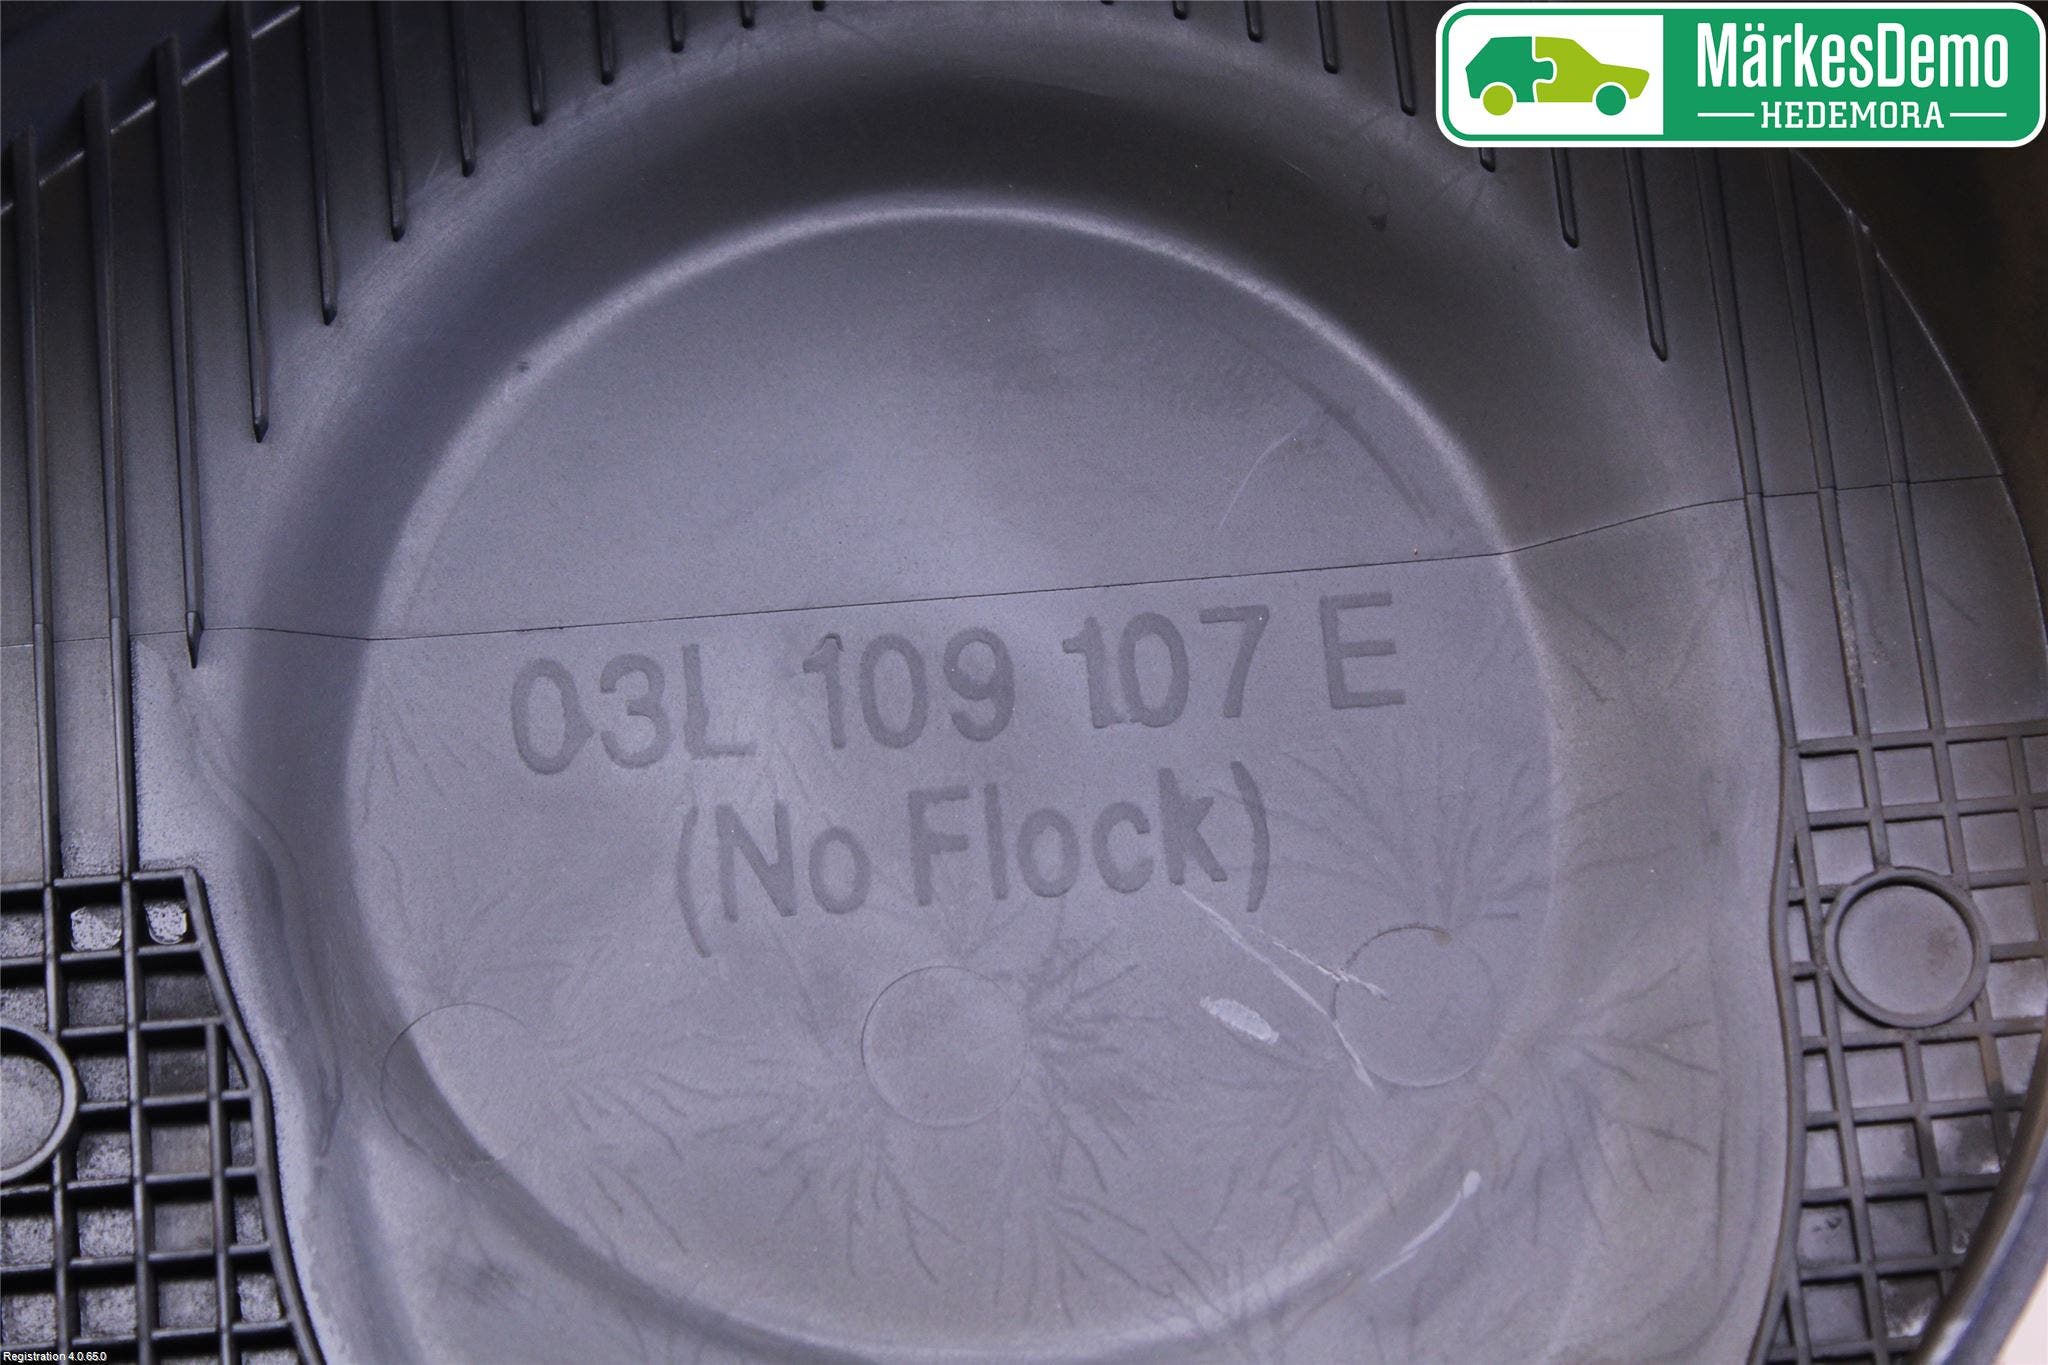 MärkesDemo
HEDEMORA
03L 109 107 E
(No Flock)
Registration 4.0.65.0